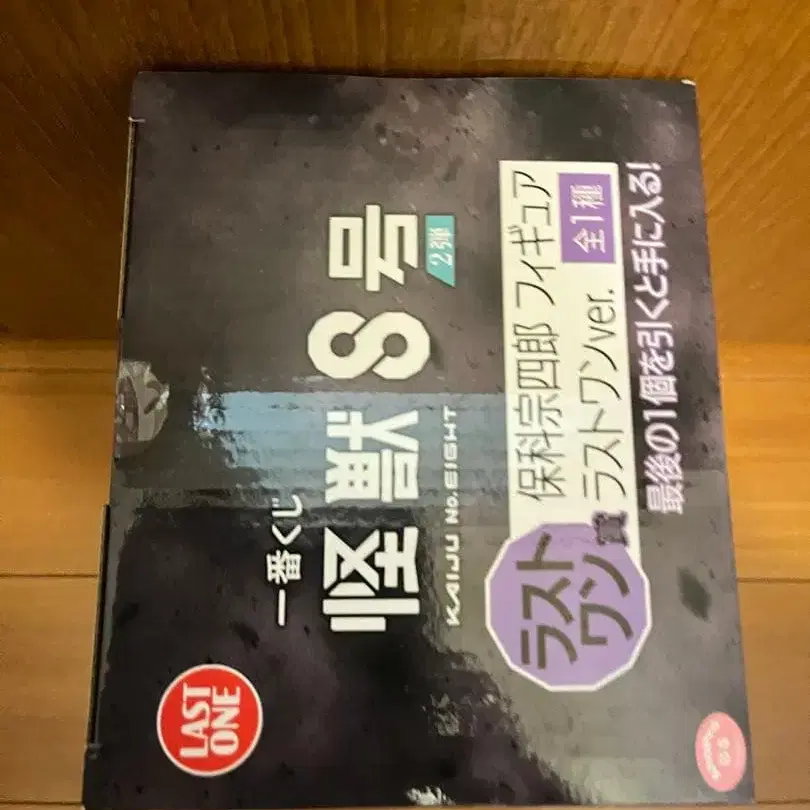 LAST
ONE
一番くじ
怪獣8号
2弾
KAIJU No.EIGHT
ラスト
ワン賞
保科宗四郎 フィギュア
ラストワンver.
全1種
最後の1個を引くと手に入る!